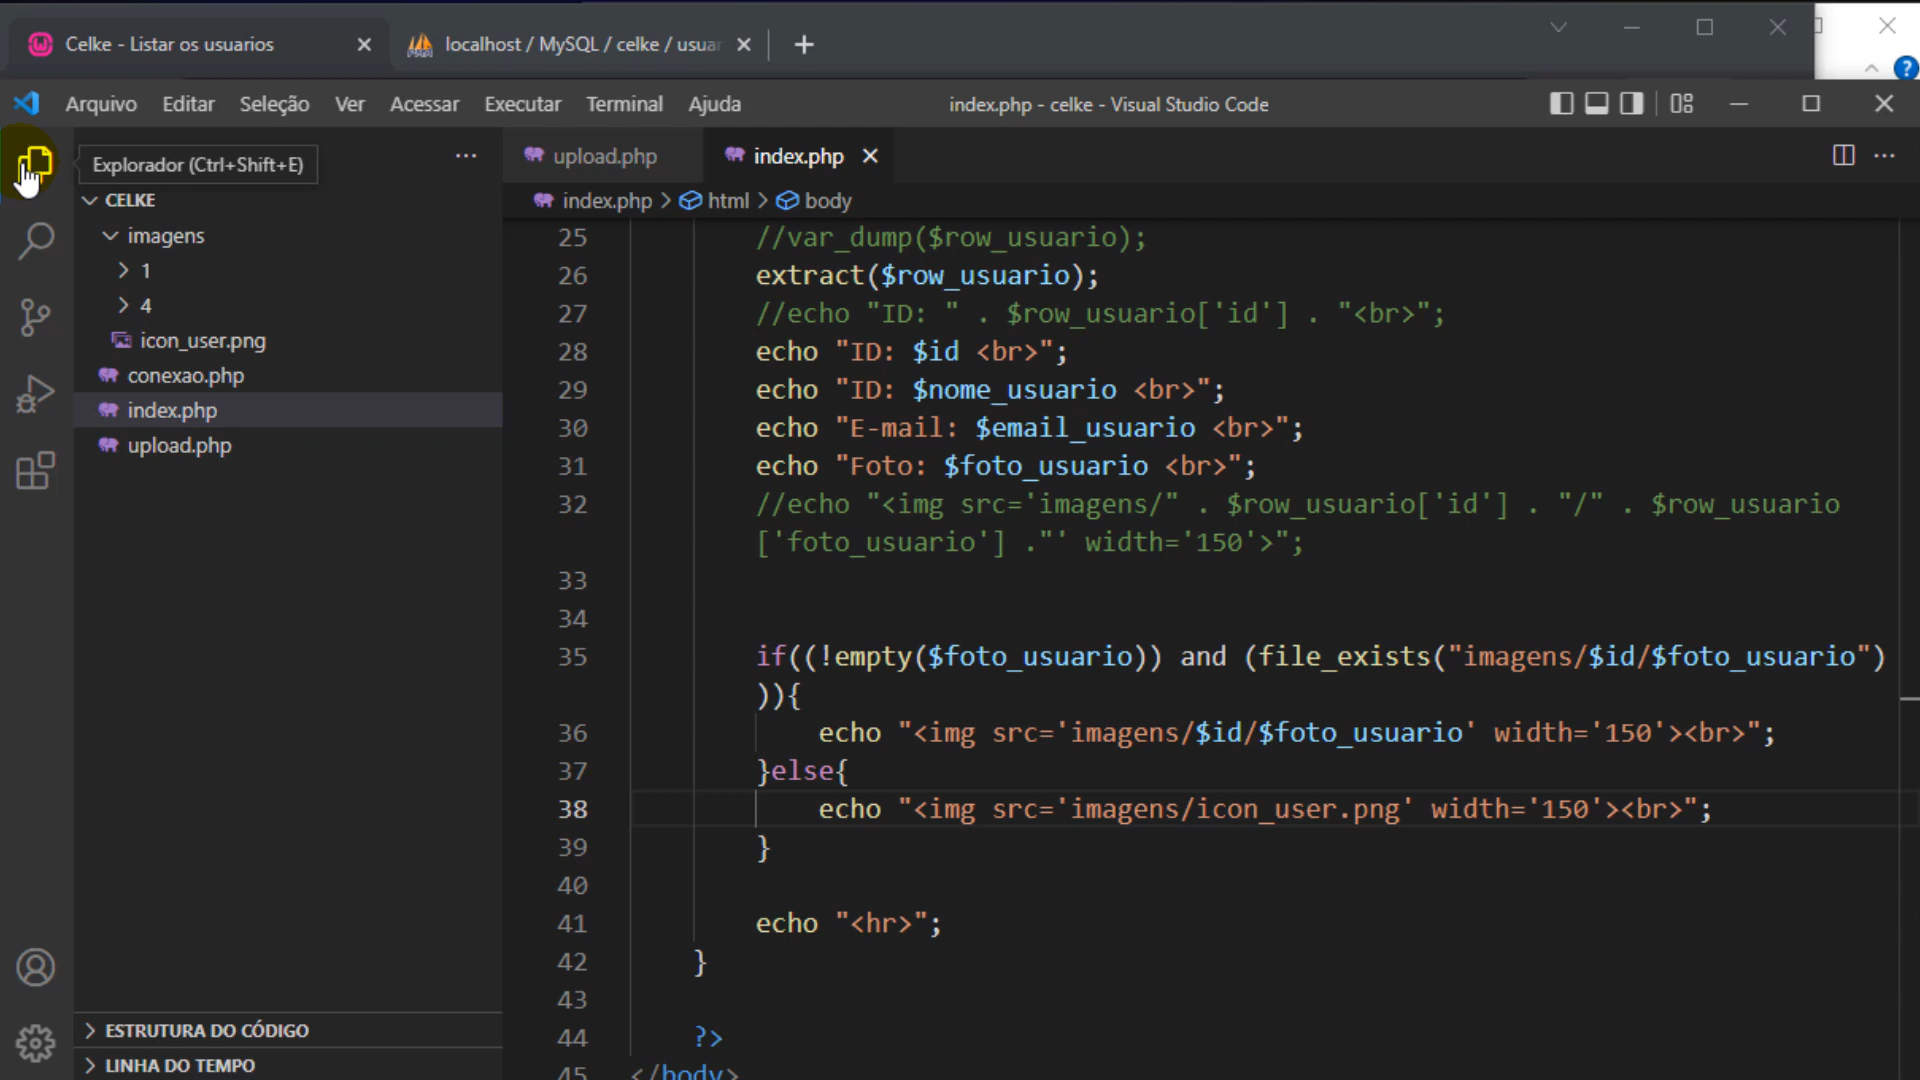 Celke - Listar os usuarios
localhost / MySQL / celke / usuar
Arquivo Editar Seleção Ver Acessar Executar Terminal Ajuda
index.php - celke - Visual Studio Code
Explorador (Ctrl+Shift+E)
CELKE
imagens
1
4
icon_user.png
conexao.php
index.php
upload.php
ESTRUTURA DO CÓDIGO
LINHA DO TEMPO
upload.php
index.php
index.php > html > body
25 //var_dump($row_usuario);
26 extract($row_usuario);
27 //echo "ID: " . $row_usuario['id'] . "<br>";
28 echo "ID: $id <br>";
29 echo "ID: $nome_usuario <br>";
30 echo "E-mail: $email_usuario <br>";
31 echo "Foto: $foto_usuario <br>";
32 //echo "<img src='imagens/" . $row_usuario['id'] . "/" . $row_usuario
['foto_usuario'] ."' width='150'>";
33
34
35 if((!empty($foto_usuario)) and (file_exists("imagens/$id/$foto_usuario")
)){
36 echo "<img src='imagens/$id/$foto_usuario' width='150'><br>";
37 }else{
38 echo "<img src='imagens/icon_user.png' width='150'><br>";
39 }
40
41 echo "<hr>";
42 }
43
44 ?>
45 </body>